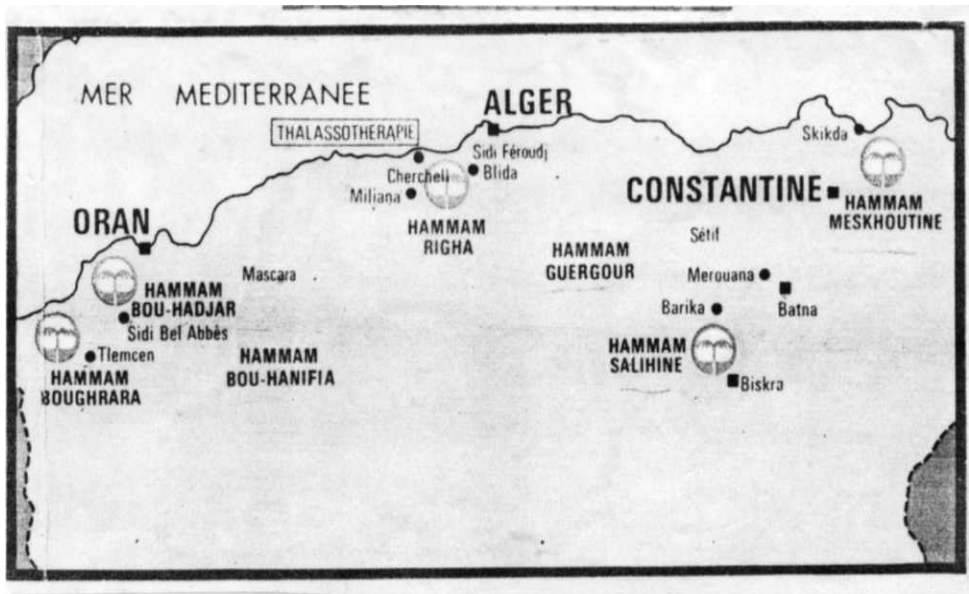 MER MEDITERRANEE
ALGER
THALASSOTHERAPIE
Skikda
Sidi Féroudj
Cherchell
Blida
Miliana
CONSTANTINE
HAMMAM
MESKHOUTINE
ORAN
HAMMAM
RIGHA
Sétif
HAMMAM
GUERGOUR
Mascara
Merouana
HAMMAM
BOU-HADJAR
Barika
Batna
Sidi Bel Abbès
HAMMAM
SALIHINE
Tlemcen
HAMMAM
BOU-HANIFIA
HAMMAM
BOUGHRARA
Biskra